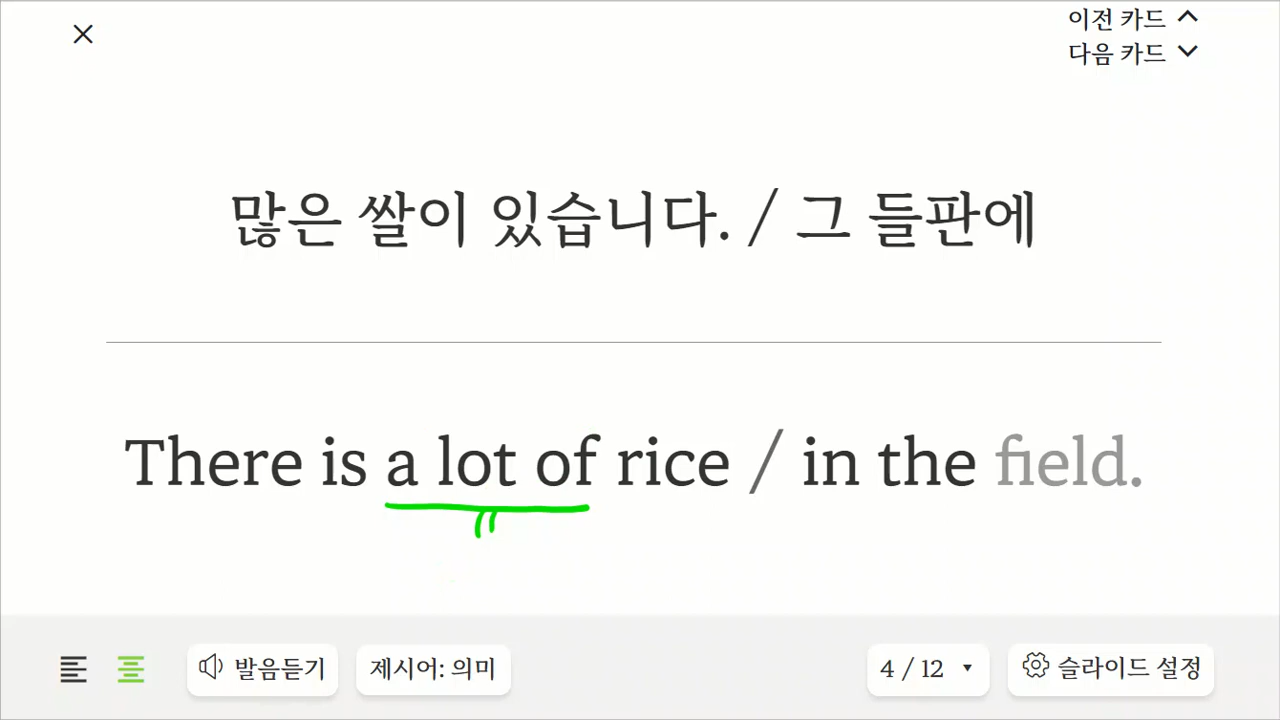 이전 카드
다음 카드
많은 쌀이 있습니다. / 그 들판에
There is a lot of rice / in the field.
발음듣기 제시어: 의미 4 / 12 슬라이드 설정